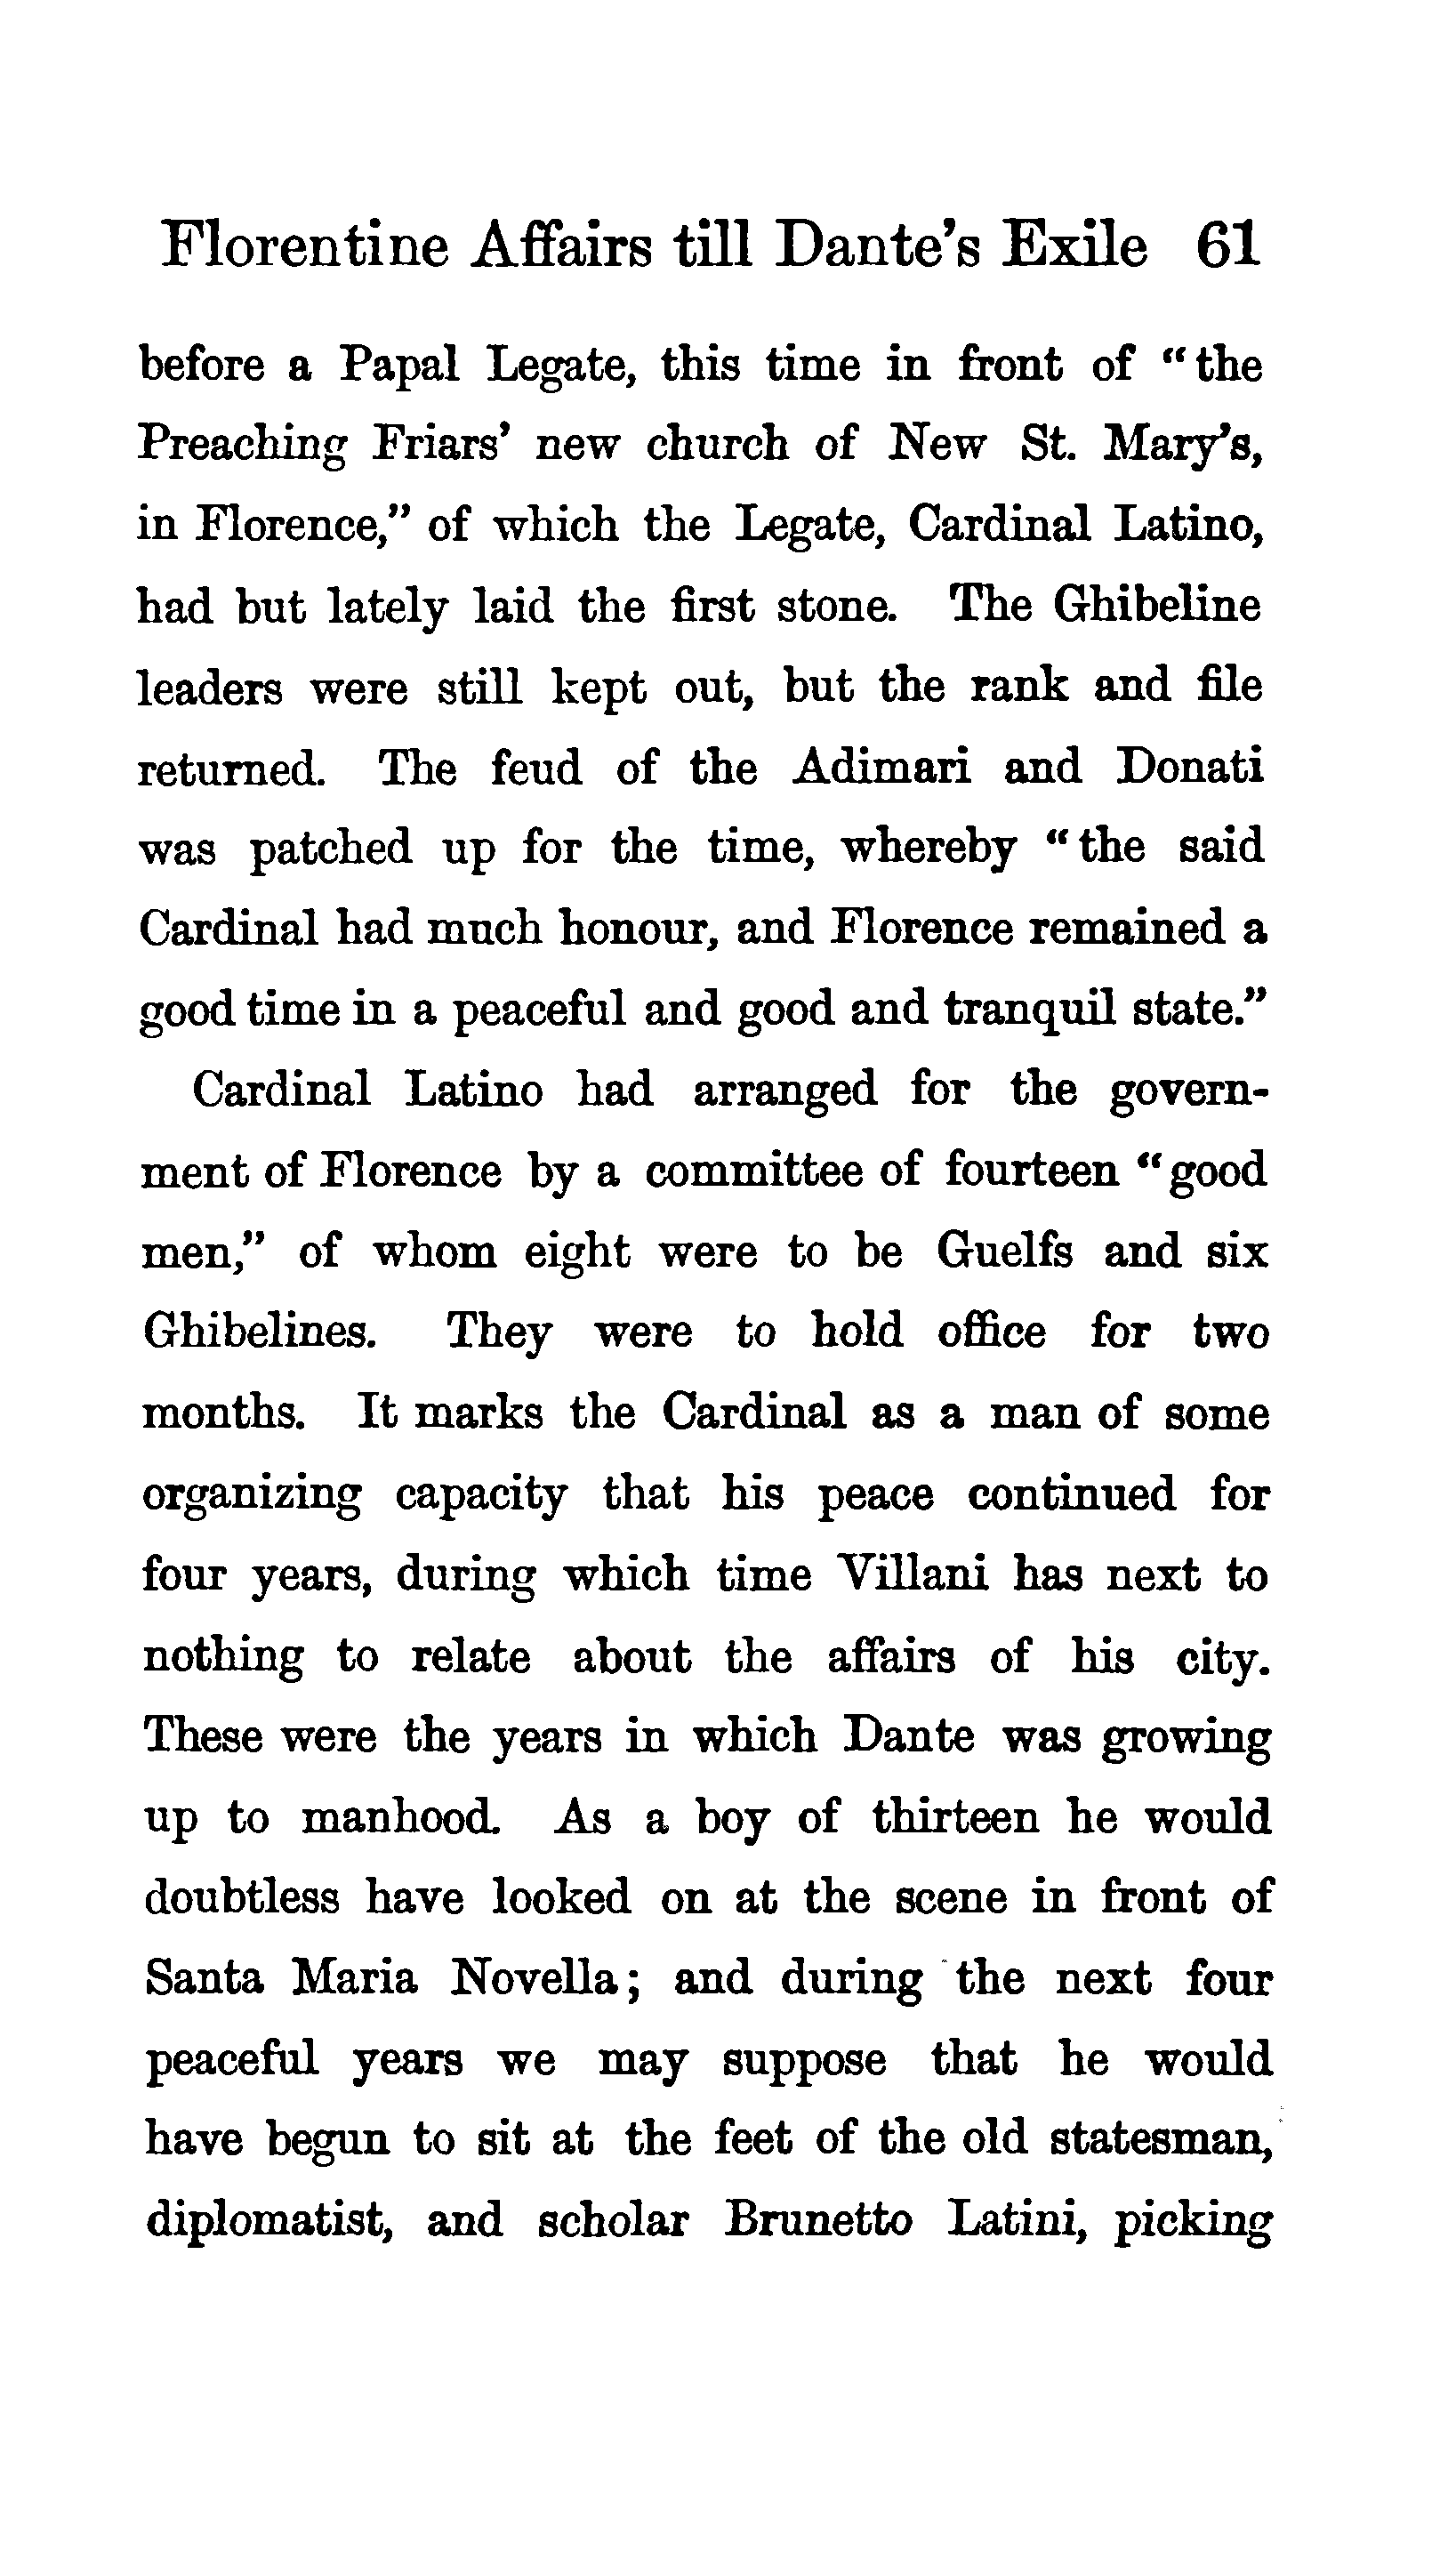 Florentine Affairs till Dante's Exile 61
before a Papal Legate, this time in front of “the
Preaching Friars’ new church of New St. Mary’s,
in Florence,” of which the Legate, Cardinal Latino,
had but lately laid the first stone. The Ghibeline
leaders were still kept out, but the rank and file
returned. The feud of the Adimari and Donati
was patched up for the time, whereby “the said
Cardinal had much honour, and Florence remained a
good time in a peaceful and good and tranquil state.”
Cardinal Latino had arranged for the govern-
ment of Florence by a committee of fourteen “good
men,” of whom eight were to be Guelfs and six
Ghibelines. They were to hold office for two
months. It marks the Cardinal as a man of some
organizing capacity that his peace continued for
four years, during which time Villani has next to
nothing to relate about the affairs of his city.
These were the years in which Dante was growing
up to manhood. As a boy of thirteen he would
doubtless have looked on at the scene in front of
Santa Maria Novella; and during the next four
peaceful years we may suppose that he would
have begun to sit at the feet of the old statesman,
diplomatist, and scholar Brunetto Latini, picking